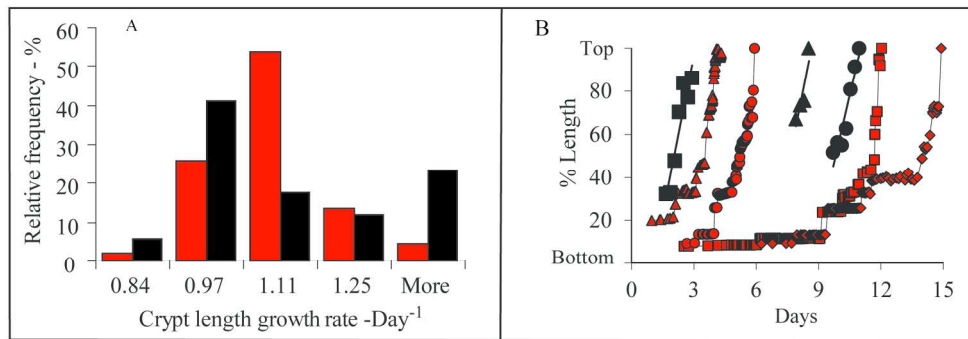 A
60
50
40
30
20
10
0
Relative frequency - %
0.84 0.97 1.11 1.25 More
Crypt length growth rate -Day-1
B
Top
80
60
40
20
Bottom
% Length
0 3 6 9 12 15
Days